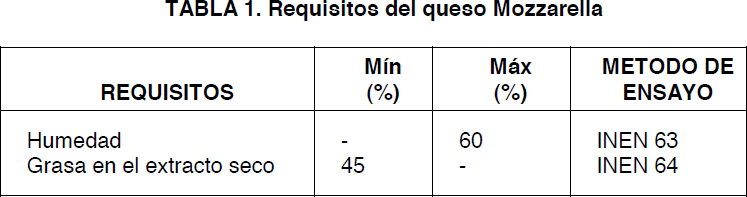 TABLA 1. Requisitos del queso Mozzarella
REQUISITOS Mín (%) Máx (%) METODO DE ENSAYO
Humedad - 60 INEN 63
Grasa en el extracto seco 45 - INEN 64